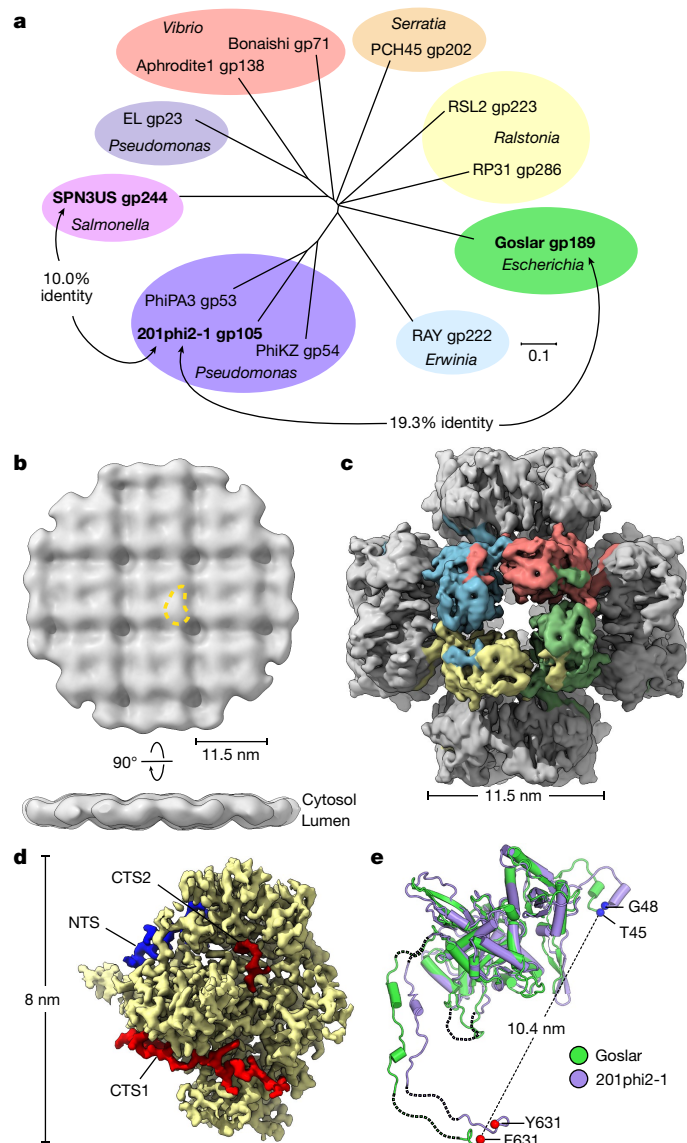 a
Vibrio
Bonaishi gp71
Aphrodite1 gp138
Serratia
PCH45 gp202
EL gp23
Pseudomonas
RSL2 gp223
Ralstonia
RP31 gp286
SPN3US gp244
Salmonella
Goslar gp189
Escherichia
10.0%
identity
PhiPA3 gp53
201phi2-1 gp105
PhiKZ gp54
Pseudomonas
RAY gp222
Erwinia
0.1
19.3% identity
b
11.5 nm
90°
Cytosol
Lumen
c
11.5 nm
d
CTS2
NTS
8 nm
CTS1
e
G48
T45
10.4 nm
Goslar
201phi2-1
Y631
F631